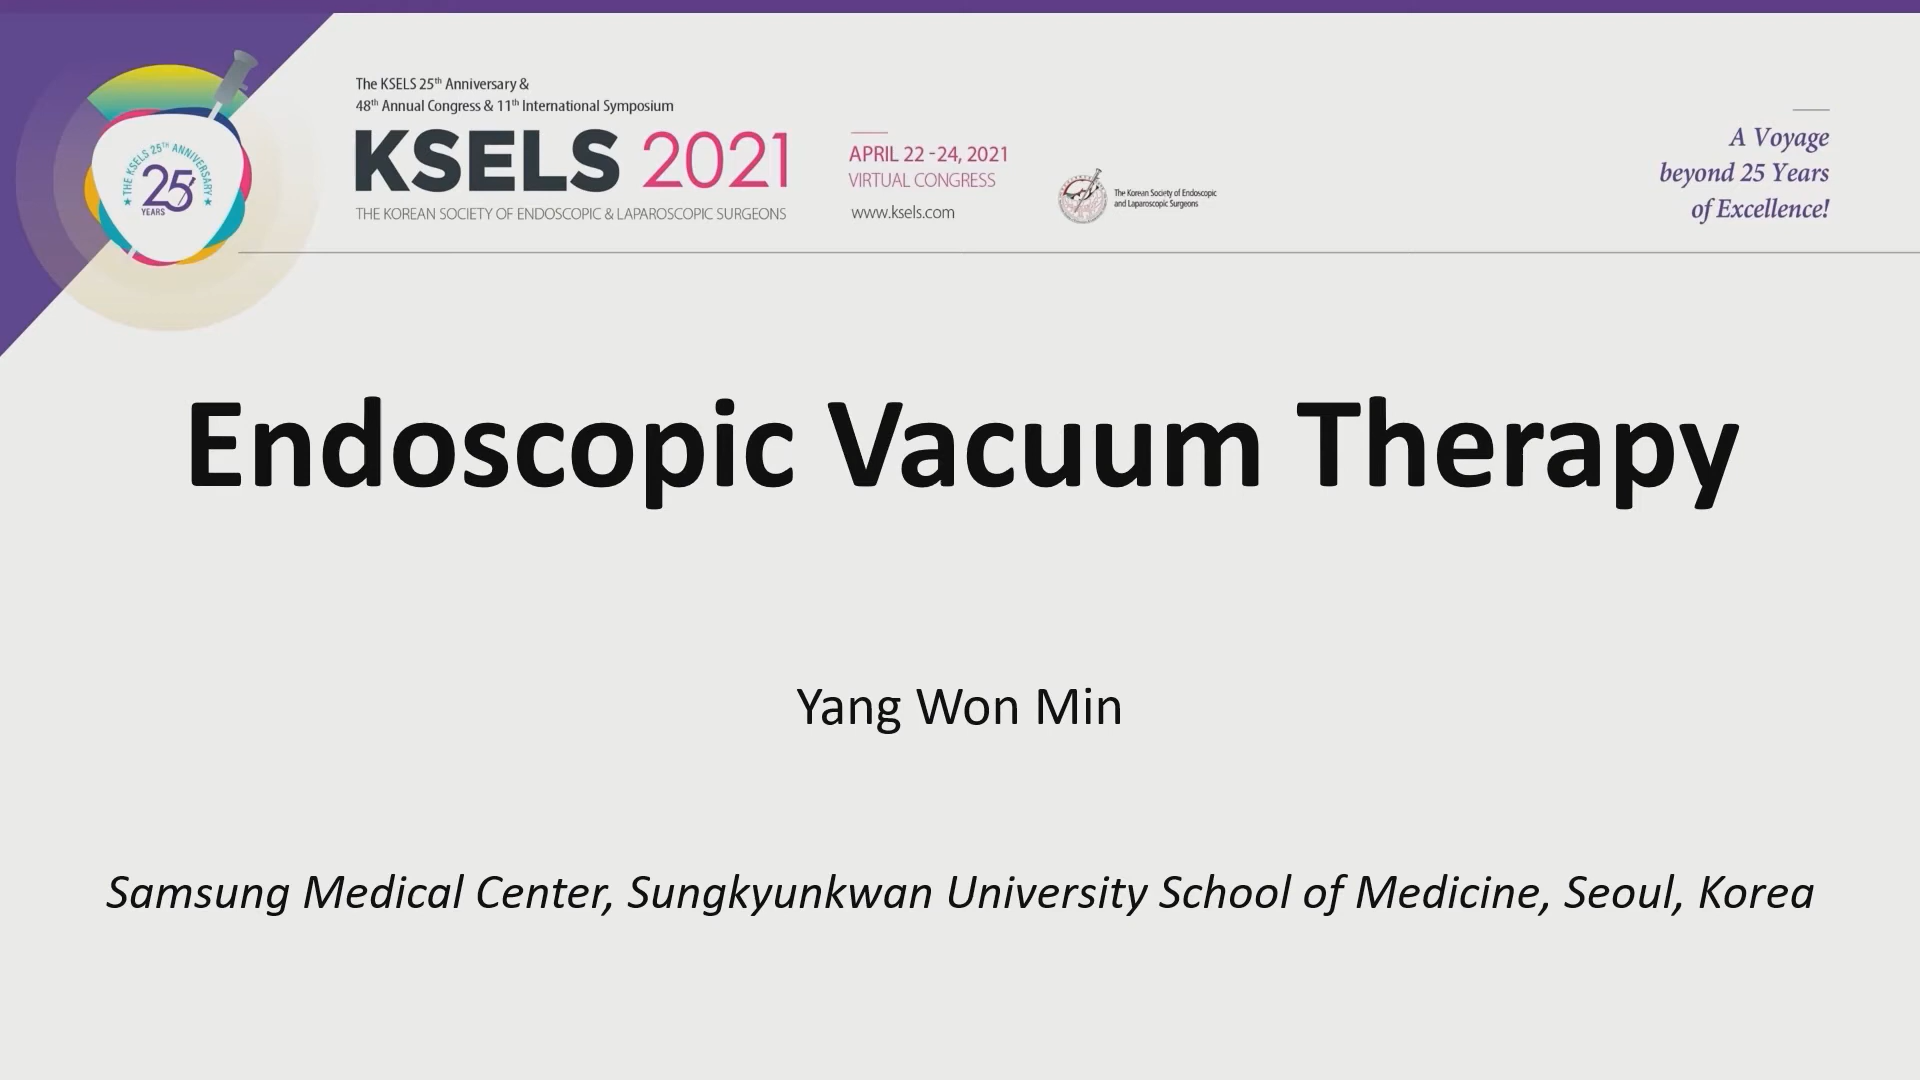 THE KSELS 25TH ANNIVERSARY
25
YEARS
The KSELS 25th Anniversary &
48th Annual Congress & 11th International Symposium
KSELS 2021
THE KOREAN SOCIETY OF ENDOSCOPIC & LAPAROSCOPIC SURGEONS
APRIL 22 -24, 2021
VIRTUAL CONGRESS
www.ksels.com
The Korean Society of Endoscopic
and Laparoscopic Surgeons
A Voyage
beyond 25 Years
of Excellence!
Endoscopic Vacuum Therapy
Yang Won Min
Samsung Medical Center, Sungkyunkwan University School of Medicine, Seoul, Korea